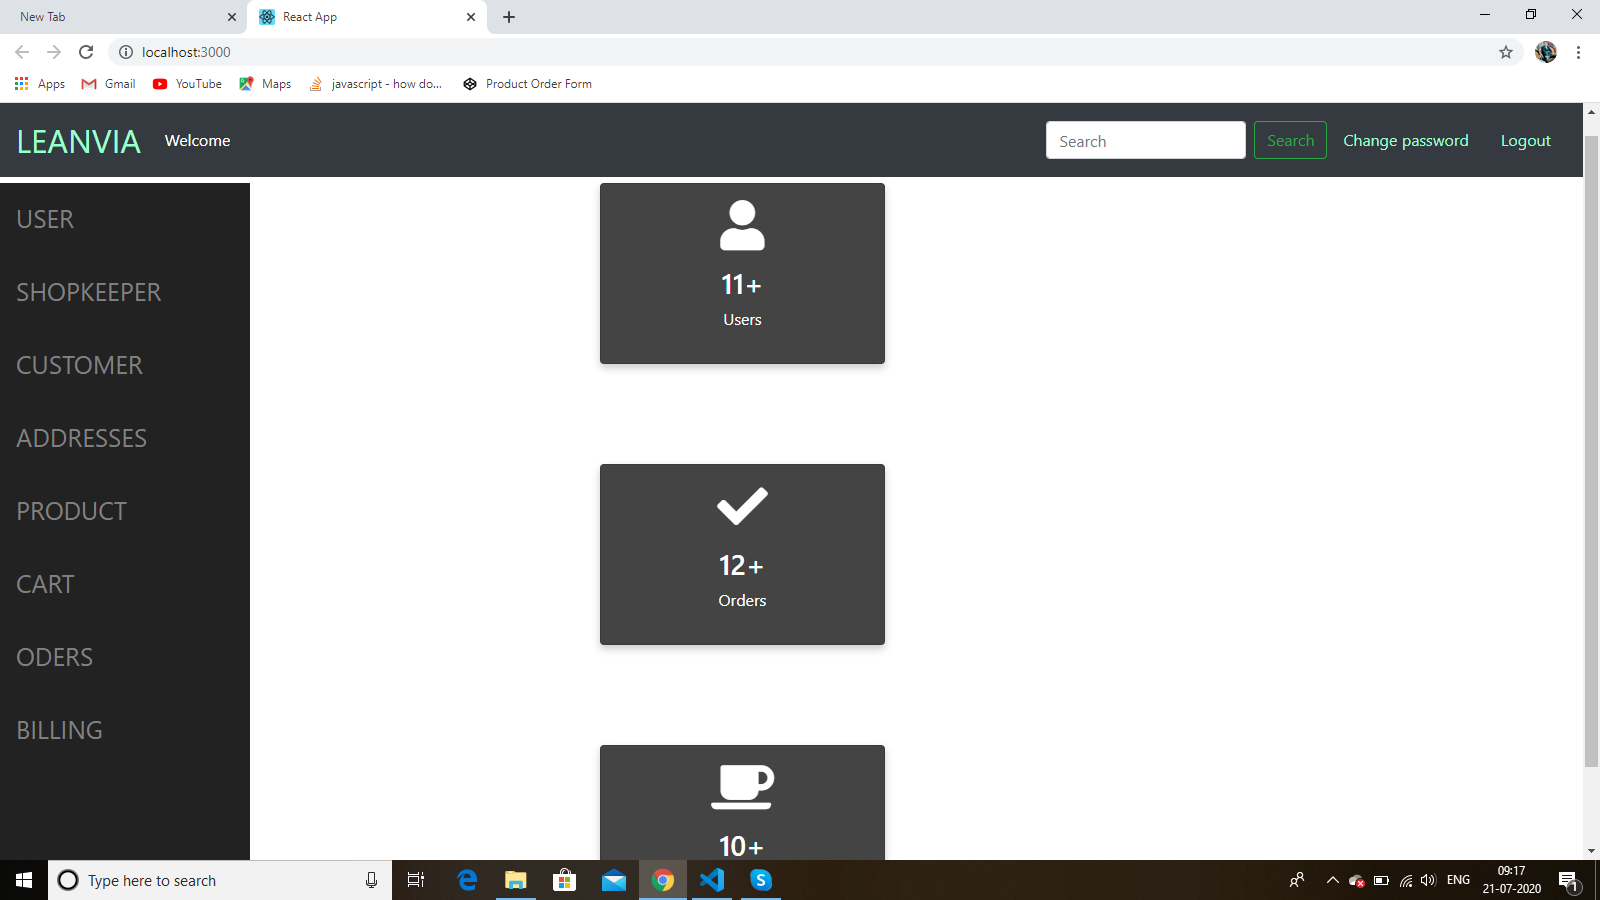 New Tab
React App
localhost:3000
Apps
Gmail
YouTube
Maps
javascript - how do...
Product Order Form
LEANVIA
Welcome
Search
Search
Change password
Logout
USER
SHOPKEEPER
CUSTOMER
ADDRESSES
PRODUCT
CART
ODERS
BILLING
11+
Users
12+
Orders
10+
Type here to search
ENG
09:17
21-07-2020
1